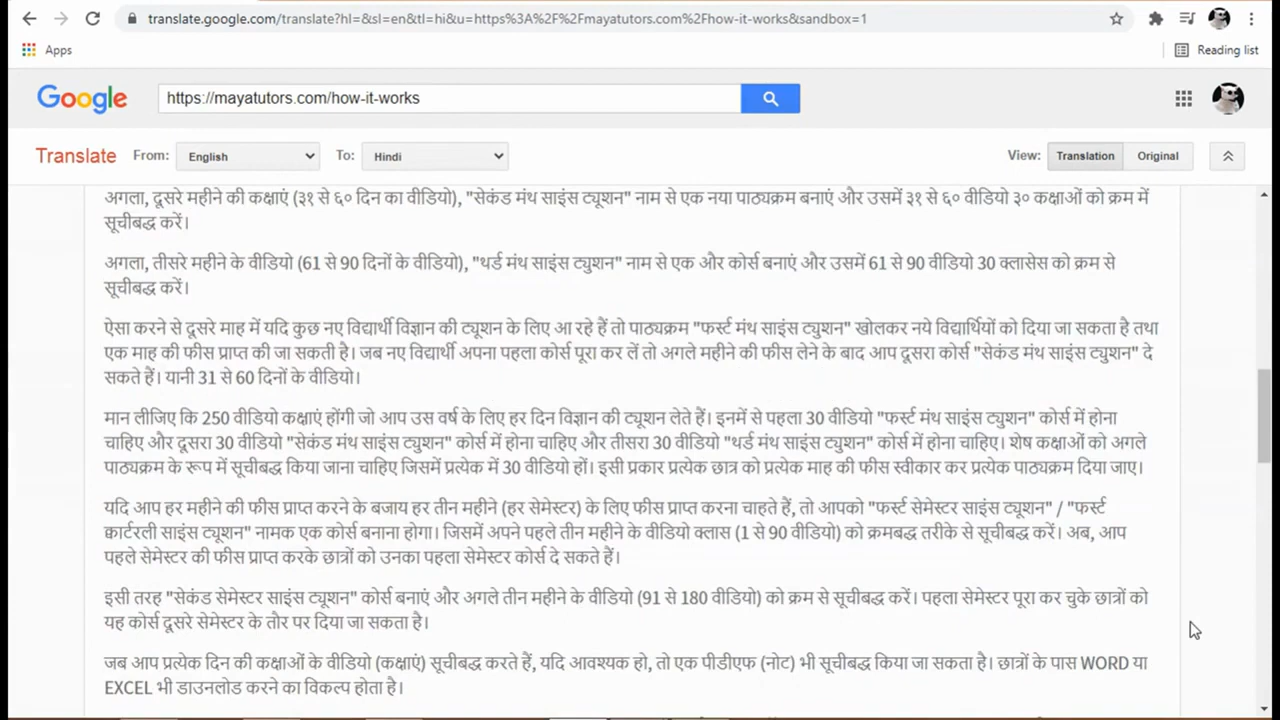 translate.google.com/translate?hl=&sl=en&tl=hi&u=https%3A%2F%2Fmayatutors.com%2Fhow-it-works&sandbox=1
Apps
Reading list
Google
https://mayatutors.com/how-it-works
Translate From: English To: Hindi View: Translation Original
अगला, दूसरे महीने की कक्षाएं (३१ से ६० दिन का वीडियो), "सेकंड मंथ साइंस ट्यूशन" नाम से एक नया पाठ्यक्रम बनाएं और उसमें ३१ से ६० वीडियो ३० कक्षाओं को क्रम में
सूचीबद्ध करें।
अगला, तीसरे महीने के वीडियो (61 से 90 दिनों के वीडियो), "थर्ड मंथ साइंस ट्युशन" नाम से एक और कोर्स बनाएं और उसमें 61 से 90 वीडियो 30 क्लासेस को क्रम से
सूचीबद्ध करें।
ऐसा करने से दूसरे माह में यदि कुछ नए विद्यार्थी विज्ञान की ट्यूशन के लिए आ रहे हैं तो पाठ्यक्रम "फर्स्ट मंथ साइंस ट्युशन" खोलकर नये विद्यार्थियों को दिया जा सकता है तथा
एक माह की फीस प्राप्त की जा सकती है। जब नए विद्यार्थी अपना पहला कोर्स पूरा कर लें तो अगले महीने की फीस लेने के बाद आप दूसरा कोर्स "सेकंड मंथ साइंस ट्युशन" दे
सकते हैं। यानी 31 से 60 दिनों के वीडियो।
मान लीजिए कि 250 वीडियो कक्षाएं होंगी जो आप उस वर्ष के लिए हर दिन विज्ञान की ट्यूशन लेते हैं। इनमें से पहला 30 वीडियो "फर्स्ट मंथ साइंस ट्युशन" कोर्स में होना
चाहिए और दूसरा 30 वीडियो "सेकंड मंथ साइंस ट्युशन" कोर्स में होना चाहिए और तीसरा 30 वीडियो "थर्ड मंथ साइंस ट्युशन" कोर्स में होना चाहिए। शेष कक्षाओं को अगले
पाठ्यक्रम के रूप में सूचीबद्ध किया जाना चाहिए जिसमें प्रत्येक में 30 वीडियो हों। इसी प्रकार प्रत्येक छात्र को प्रत्येक माह की फीस स्वीकार कर प्रत्येक पाठ्यक्रम दिया जाए।
यदि आप हर महीने की फीस प्राप्त करने के बजाय हर तीन महीने (हर सेमेस्टर) के लिए फीस प्राप्त करना चाहते हैं, तो आपको "फर्स्ट सेमेस्टर साइंस ट्यूशन" / "फर्स्ट
क्वार्टरली साइंस ट्यूशन" नामक एक कोर्स बनाना होगा। जिसमें अपने पहले तीन महीने के वीडियो क्लास (1 से 90 वीडियो) को क्रमबद्ध तरीके से सूचीबद्ध करें। अब, आप
पहले सेमेस्टर की फीस प्राप्त करके छात्रों को उनका पहला सेमेस्टर कोर्स दे सकते हैं।
इसी तरह "सेकंड सेमेस्टर साइंस ट्यूशन" कोर्स बनाएं और अगले तीन महीने के वीडियो (91 से 180 वीडियो) को क्रम से सूचीबद्ध करें। पहला सेमेस्टर पूरा कर चुके छात्रों को
यह कोर्स दूसरे सेमेस्टर के तौर पर दिया जा सकता है।
जब आप प्रत्येक दिन की कक्षाओं के वीडियो (कक्षाएं) सूचीबद्ध करते हैं, यदि आवश्यक हो, तो एक पीडीएफ (नोट) भी सूचीबद्ध किया जा सकता है। छात्रों के पास WORD या
EXCEL भी डाउनलोड करने का विकल्प होता है।